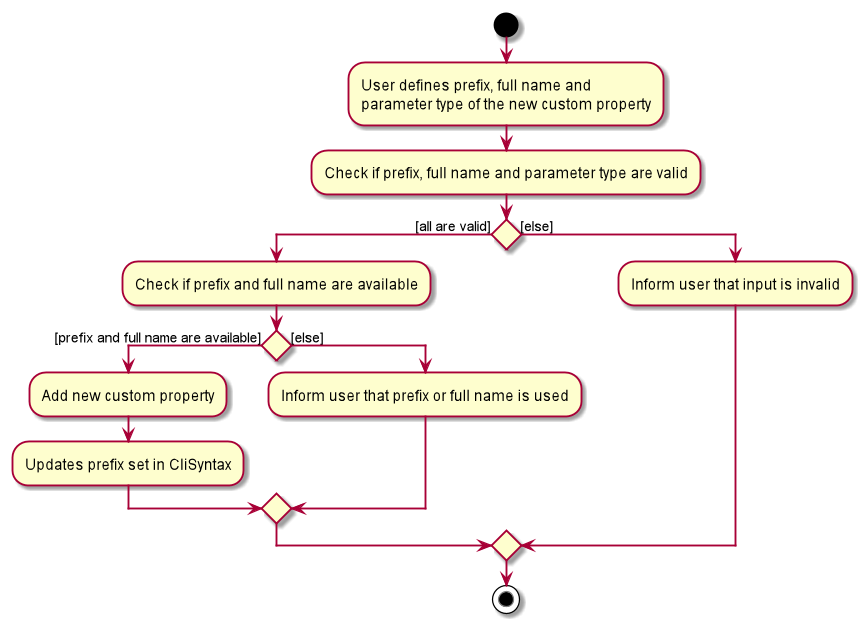 User defines prefix, full name and
parameter type of the new custom property
Check if prefix, full name and parameter type are valid
[all are valid]
[else]
Check if prefix and full name are available
Inform user that input is invalid
[prefix and full name are available]
[else]
Add new custom property
Inform user that prefix or full name is used
Updates prefix set in CliSyntax